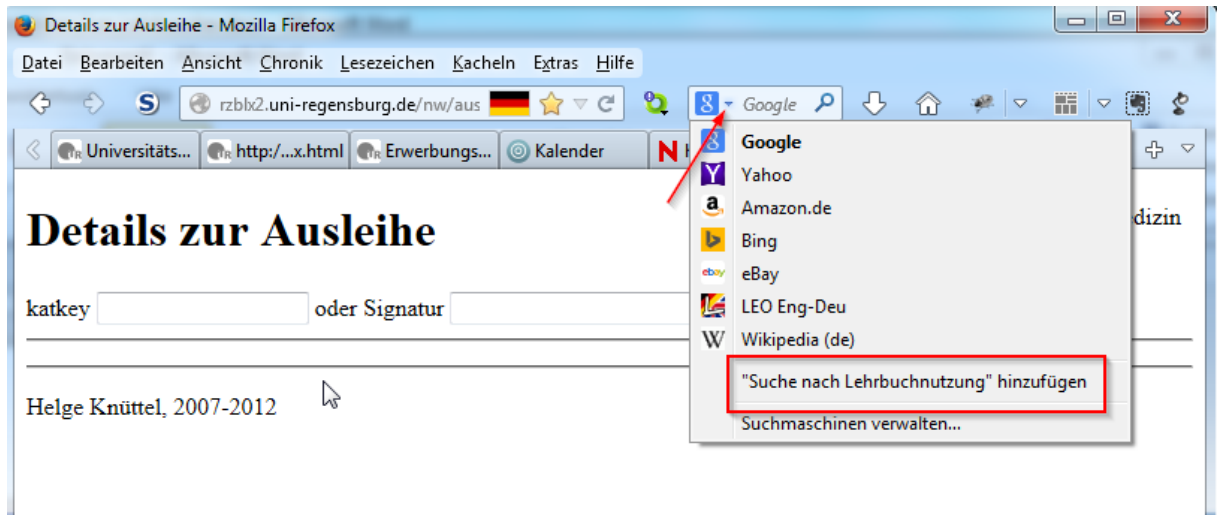 Details zur Ausleihe - Mozilla Firefox
Datei Bearbeiten Ansicht Chronik Lesezeichen Kacheln Extras Hilfe
S rzblx2.uni-regensburg.de/nw/aus 8 Google
Universitäts... http:/...x.html Erwerbungs... Kalender N
Google
Yahoo
Amazon.de
Bing
eBay
LEO Eng-Deu
Wikipedia (de)
"Suche nach Lehrbuchnutzung" hinzufügen
Suchmaschinen verwalten...
dizin
Details zur Ausleihe
katkey oder Signatur
Helge Knüttel, 2007-2012